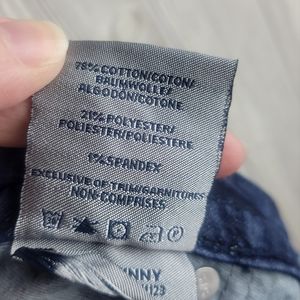 78% COTTON/COTON/
BAUMWOLLE/
ALGODÓN/COTONE
21% POLYESTER/
POLIESTER/POLIESTERE
1% SPANDEX
EXCLUSIVE OF TRIM/GARNITURES
NON-COMPRISES